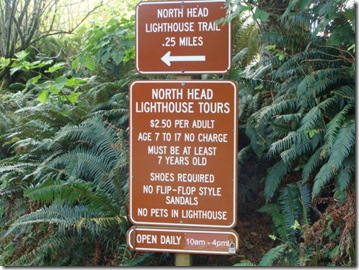 NORTH HEAD
LIGHTHOUSE TRAIL
.25 MILES
NORTH HEAD
LIGHTHOUSE TOURS
$2.50 PER ADULT
AGE 7 TO 17 NO CHARGE
MUST BE AT LEAST
7 YEARS OLD
SHOES REQUIRED
NO FLIP-FLOP STYLE
SANDALS
NO PETS IN LIGHTHOUSE
OPEN DAILY 10am - 4pm